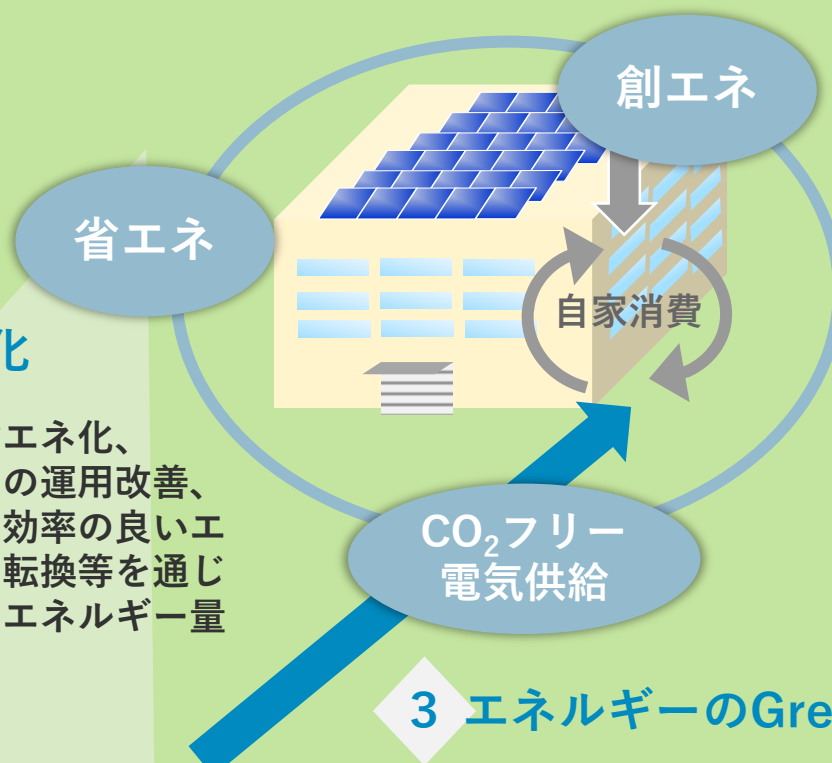 創エネ
省エネ
自家消費
化
エネ化、
の運用改善、
効率の良いエ
転換等を通じ
エネルギー量
CO₂フリー
電気供給
3 エネルギーのGre